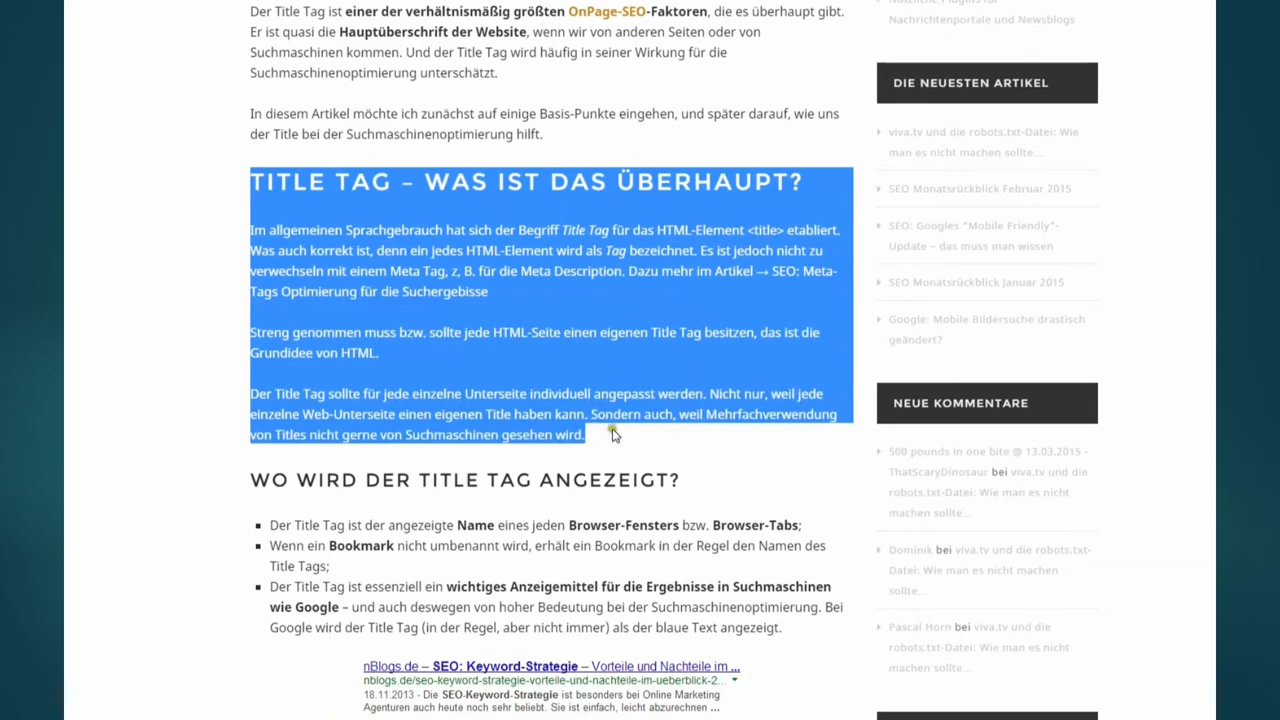 Der Title Tag ist einer der verhältnismäßig größten OnPage-SEO-Faktoren, die es überhaupt gibt.
Er ist quasi die Hauptüberschrift der Website, wenn wir von anderen Seiten oder von
Suchmaschinen kommen. Und der Title Tag wird häufig in seiner Wirkung für die
Suchmaschinenoptimierung unterschätzt.
In diesem Artikel möchte ich zunächst auf einige Basis-Punkte eingehen, und später darauf, wie uns
der Title bei der Suchmaschinenoptimierung hilft.
TITLE TAG – WAS IST DAS ÜBERHAUPT?
Im allgemeinen Sprachgebrauch hat sich der Begriff Title Tag für das HTML-Element <title> etabliert.
Was auch korrekt ist, denn ein jedes HTML-Element wird als Tag bezeichnet. Es ist jedoch nicht zu
verwechseln mit einem Meta Tag, z, B. für die Meta Description. Dazu mehr im Artikel → SEO: Meta-
Tags Optimierung für die Suchergebisse
Streng genommen muss bzw. sollte jede HTML-Seite einen eigenen Title Tag besitzen, das ist die
Grundidee von HTML.
Der Title Tag sollte für jede einzelne Unterseite individuell angepasst werden. Nicht nur, weil jede
einzelne Web-Unterseite einen eigenen Title haben kann. Sondern auch, weil Mehrfachverwendung
von Titles nicht gerne von Suchmaschinen gesehen wird.
WO WIRD DER TITLE TAG ANGEZEIGT?
Der Title Tag ist der angezeigte Name eines jeden Browser-Fensters bzw. Browser-Tabs;
Wenn ein Bookmark nicht umbenannt wird, erhält ein Bookmark in der Regel den Namen des
Title Tags;
Der Title Tag ist essenziell ein wichtiges Anzeigemittel für die Ergebnisse in Suchmaschinen
wie Google – und auch deswegen von hoher Bedeutung bei der Suchmaschinenoptimierung. Bei
Google wird der Title Tag (in der Regel, aber nicht immer) als der blaue Text angezeigt.
nBlogs.de – SEO: Keyword-Strategie – Vorteile und Nachteile im ...
nblogs.de/seo-keyword-strategie-vorteile-und-nachteile-im-ueberblick-2...
18.11.2013 - Die SEO-Keyword-Strategie ist besonders bei Online Marketing
Agenturen auch heute noch sehr beliebt. Sie ist einfach, leicht abzurechnen ...
Nützliche Plugins für
Nachrichtenportale und Newsblogs
DIE NEUESTEN ARTIKEL
viva.tv und die robots.txt-Datei: Wie
man es nicht machen sollte...
SEO Monatsrückblick Februar 2015
SEO: Googles "Mobile Friendly"-
Update – das muss man wissen
SEO Monatsrückblick Januar 2015
Google: Mobile Bildersuche drastisch
geändert?
NEUE KOMMENTARE
500 pounds in one bite @ 13.03.2015 -
ThatScaryDinosaur bei viva.tv und die
robots.txt-Datei: Wie man es nicht
machen sollte...
Dominik bei viva.tv und die robots.txt-
Datei: Wie man es nicht machen
sollte...
Pascal Horn bei viva.tv und die
robots.txt-Datei: Wie man es nicht
machen sollte...